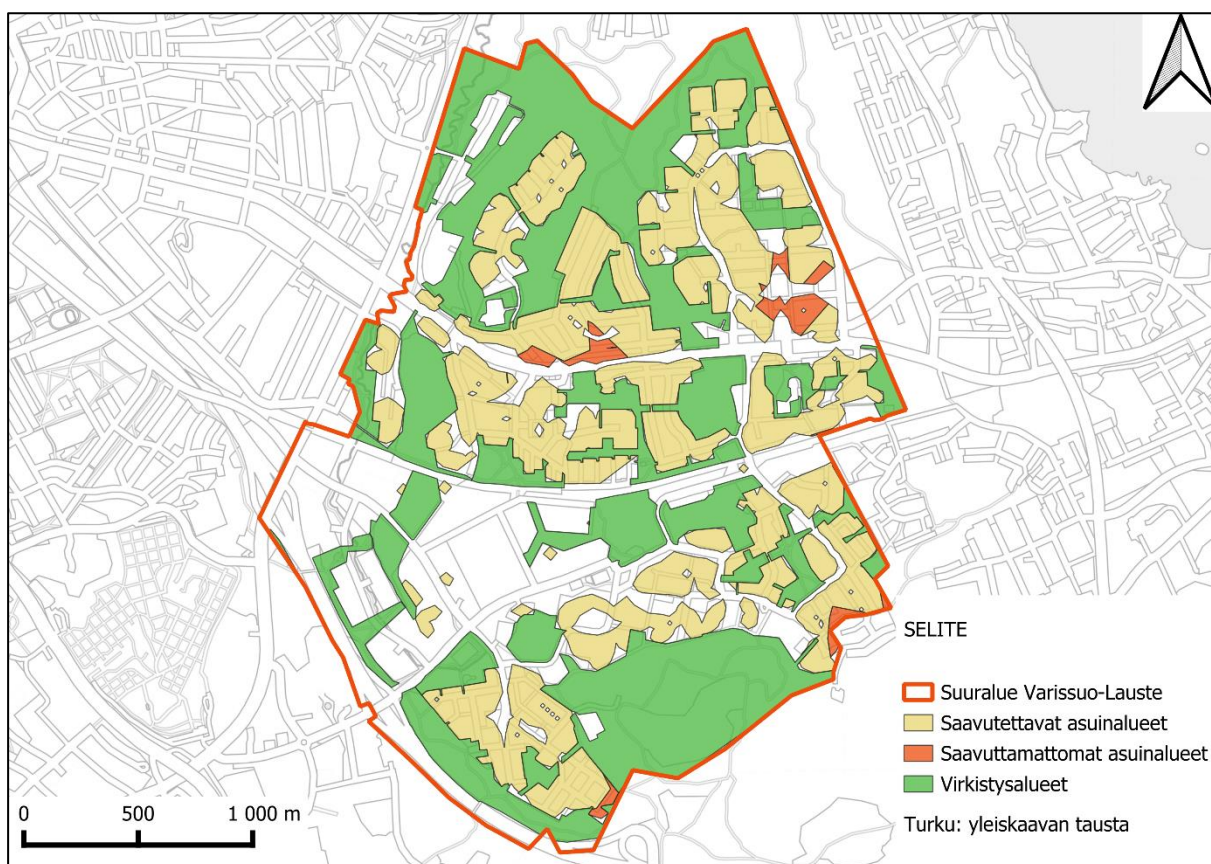 SELITE
Suuralue Varissuo-Lauste
Saavutettavat asuinalueet
Saavuttamattomat asuinalueet
Virkistysalueet
Turku: yleiskaavan tausta
0 500 1 000 m